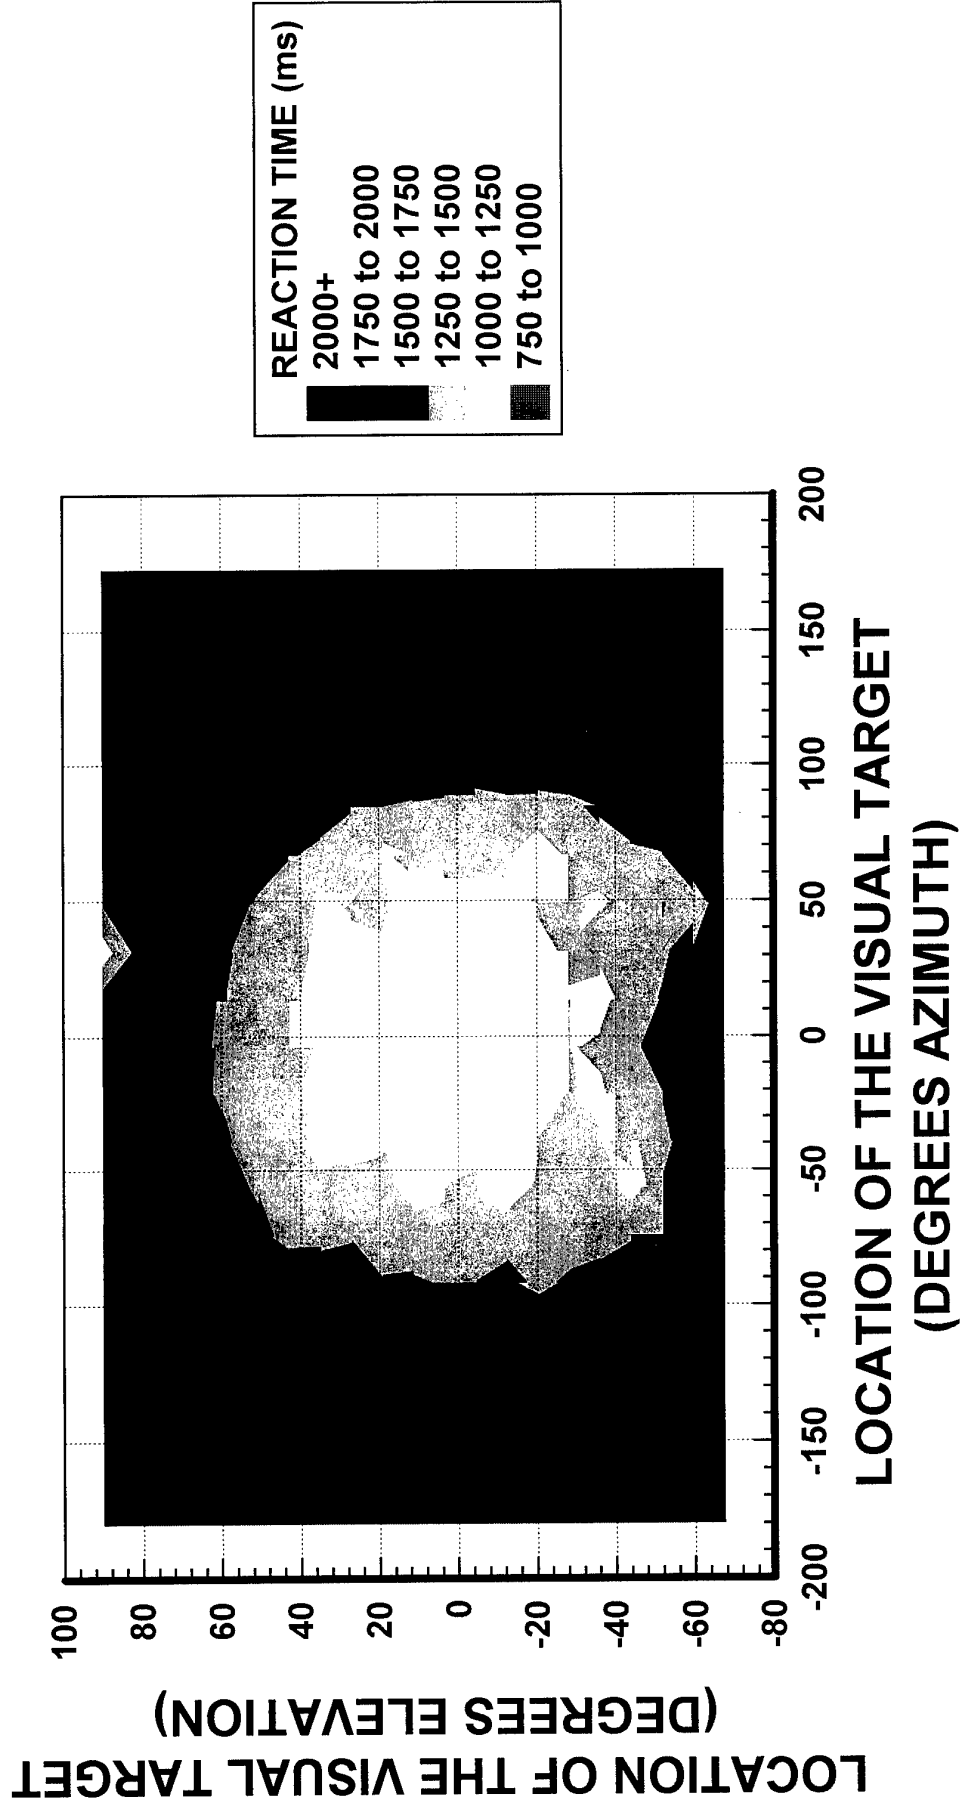 LOCATION OF THE VISUAL TARGET
(DEGREES ELEVATION)
100
80
60
40
20
0
-20
-40
-60
-80
-200
-150
-100
-50
0
50
100
150
200
LOCATION OF THE VISUAL TARGET
(DEGREES AZIMUTH)
REACTION TIME (ms)
2000+
1750 to 2000
1500 to 1750
1250 to 1500
1000 to 1250
750 to 1000